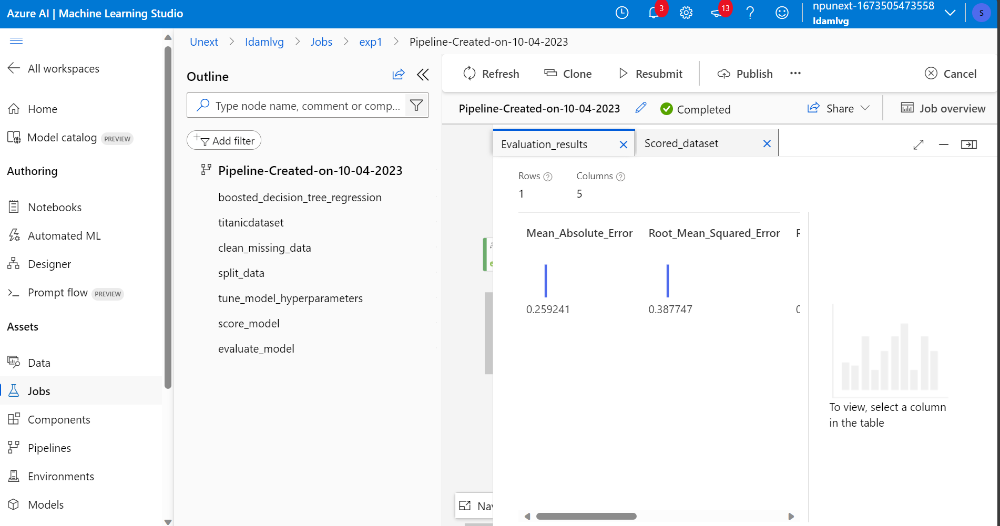 Azure AI | Machine Learning Studio
3
13
npunext-1673505473558
ldamlvg
S
All workspaces
Home
Model catalog PREVIEW
Authoring
Notebooks
Automated ML
Designer
Prompt flow PREVIEW
Assets
Data
Jobs
Components
Pipelines
Environments
Models
Unext > ldamlvg > Jobs > exp1 > Pipeline-Created-on-10-04-2023
Outline
Type node name, comment or comp...
Add filter
Pipeline-Created-on-10-04-2023
boosted_decision_tree_regression
titanicdataset
clean_missing_data
split_data
tune_model_hyperparameters
score_model
evaluate_model
Refresh Clone Resubmit Publish ... Cancel
Pipeline-Created-on-10-04-2023 Completed Share Job overview
Evaluation_results Scored_dataset
Rows Columns
1 5
Mean_Absolute_Error Root_Mean_Squared_Error
0.259241 0.387747
To view, select a column
in the table
Nav